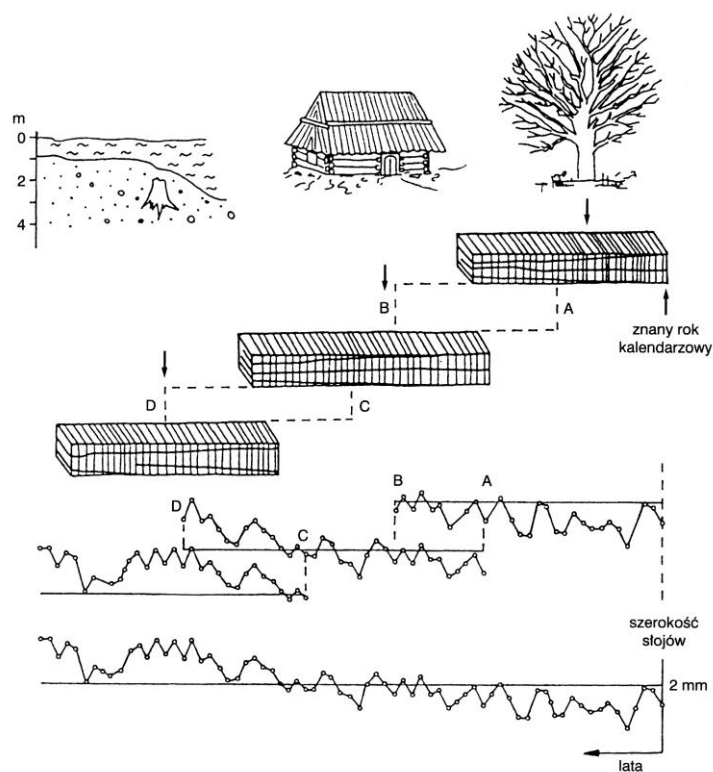 m
0
2
4
B
A
znany rok
kalendarzowy
D
C
B
A
D
C
szerokość
słojów
2 mm
lata